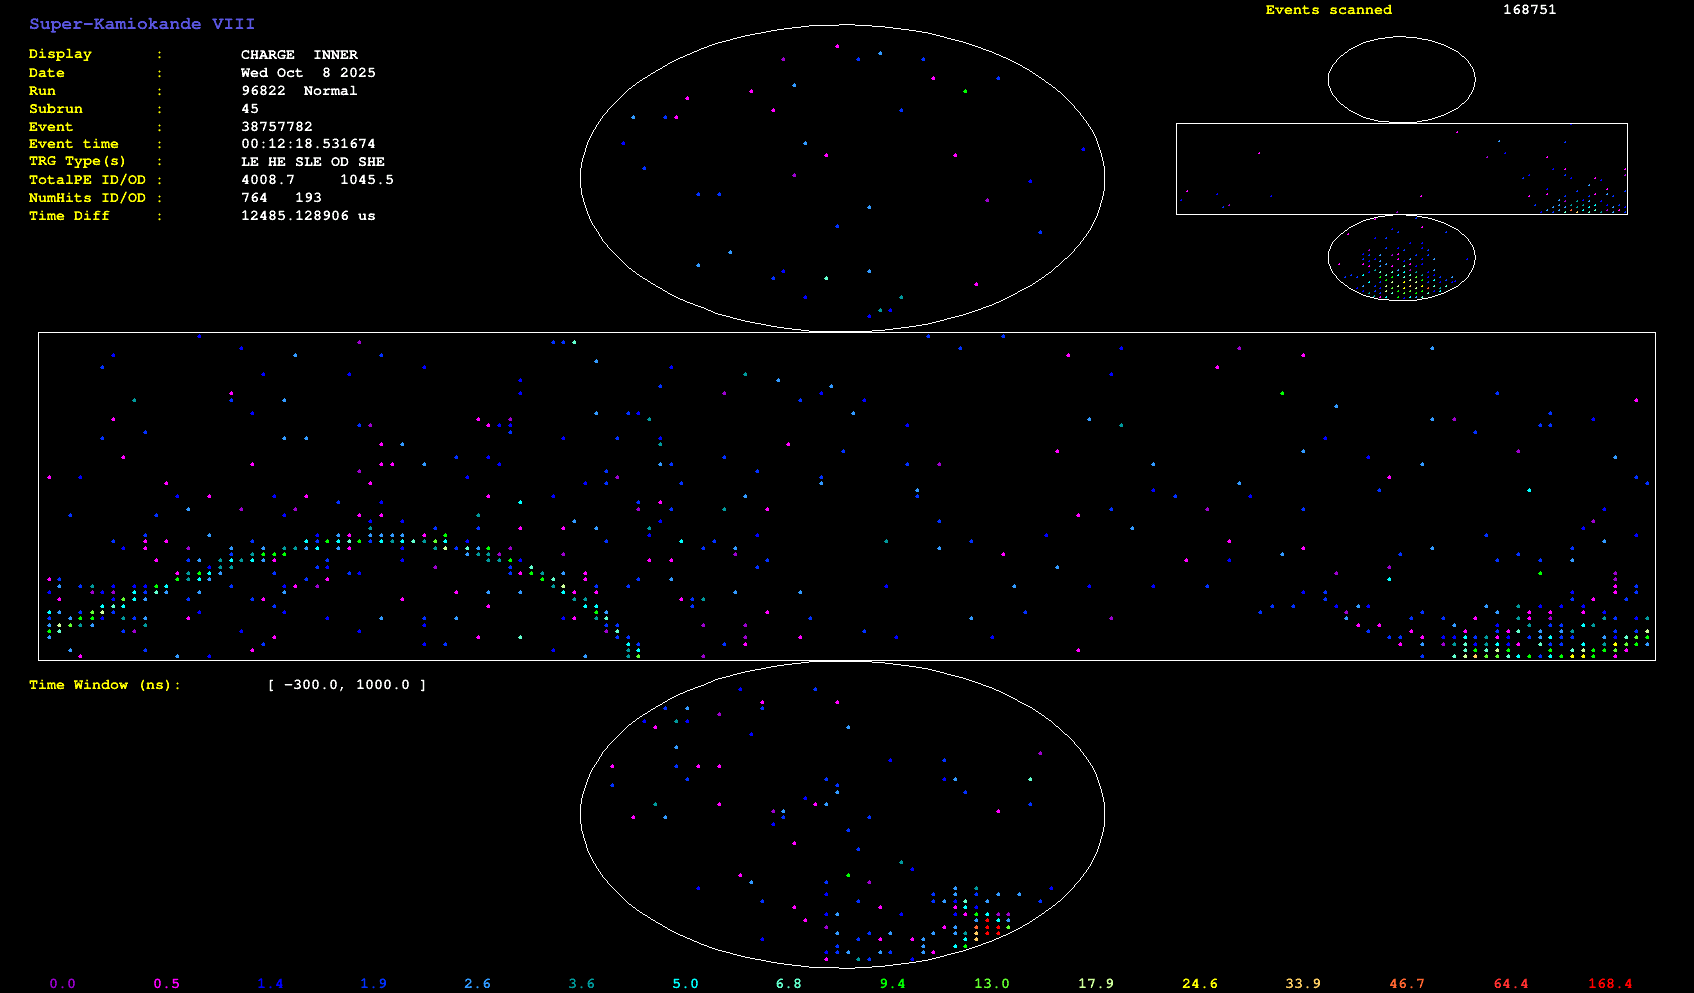 Super-Kamiokande VIII
Events scanned 168751
Display : CHARGE INNER
Date : Wed Oct 8 2025
Run : 96822 Normal
Subrun : 45
Event : 38757782
Event time : 00:12:18.531674
TRG Type(s) : LE HE SLE OD SHE
TotalPE ID/OD : 4008.7 1045.5
NumHits ID/OD : 764 193
Time Diff : 12485.128906 us
Time Window (ns): [ -300.0, 1000.0 ]
0.0 0.5 1.4 1.9 2.6 3.6 5.0 6.8 9.4 13.0 17.9 24.6 33.9 46.7 64.4 168.4